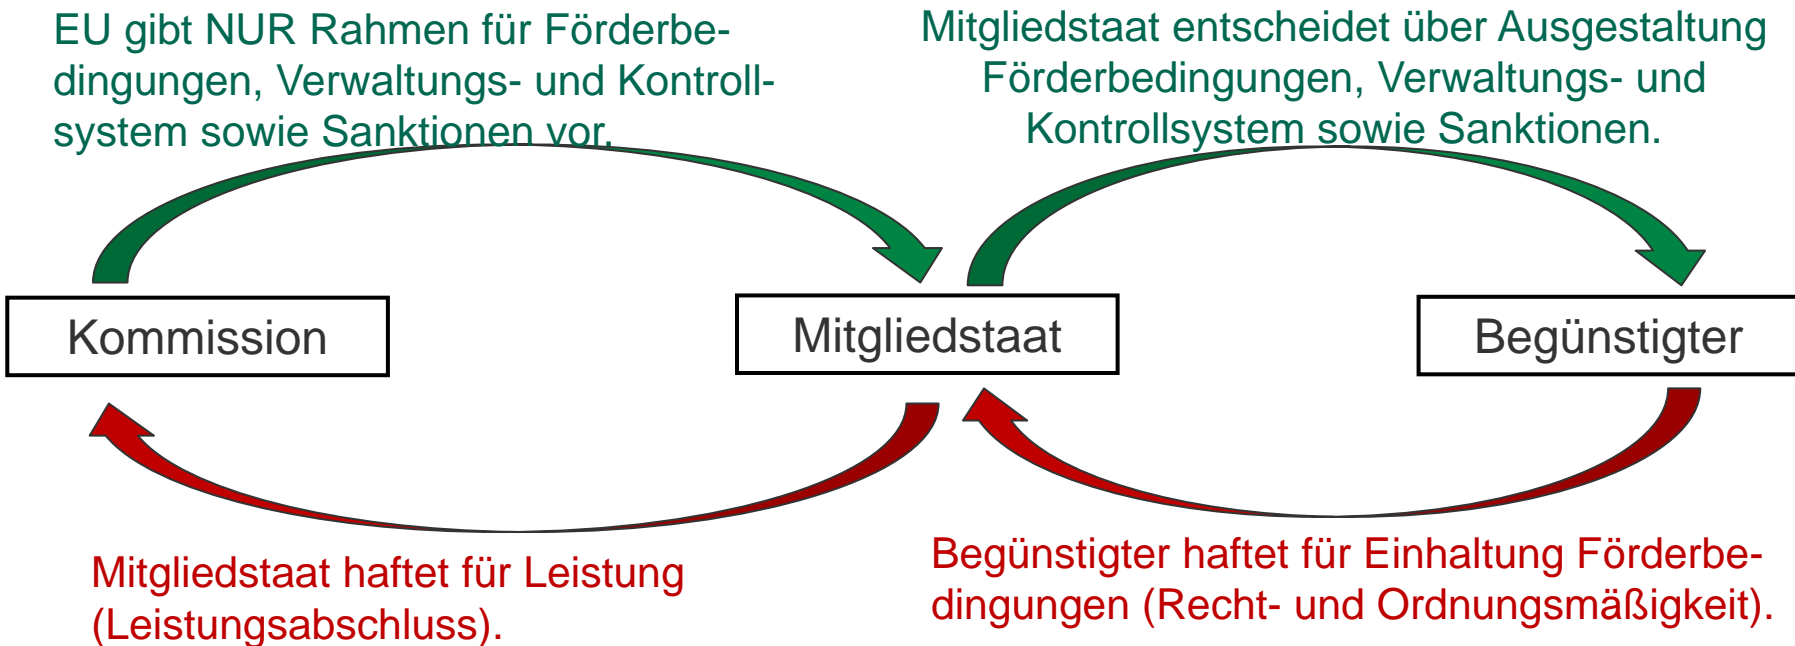 EU gibt NUR Rahmen für Förderbe-
dingungen, Verwaltungs- und Kontroll-
system sowie Sanktionen vor.
Mitgliedstaat entscheidet über Ausgestaltung
Förderbedingungen, Verwaltungs- und
Kontrollsystem sowie Sanktionen.
Kommission
Mitgliedstaat
Begünstigter
Mitgliedstaat haftet für Leistung
(Leistungsabschluss).
Begünstigter haftet für Einhaltung Förderbe-
dingungen (Recht- und Ordnungsmäßigkeit).